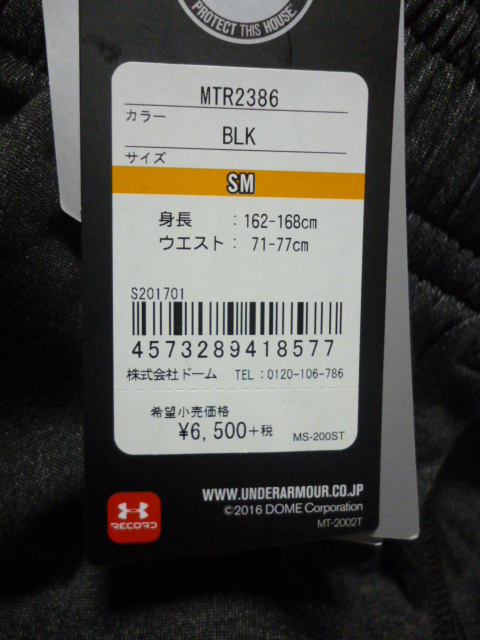 PROTECT THIS HOUSE.
MTR2386
カラー
BLK
サイズ
SM
身長 : 162-168cm
ウエスト : 71-77cm
S201701
4573289418577
株式会社ドーム TEL : 0120-106-786
希望小売価格
¥6,500+税
MS-200ST
WWW.UNDERARMOUR.CO.JP
©2016 DOME Corporation
MT-2002T
RECORD